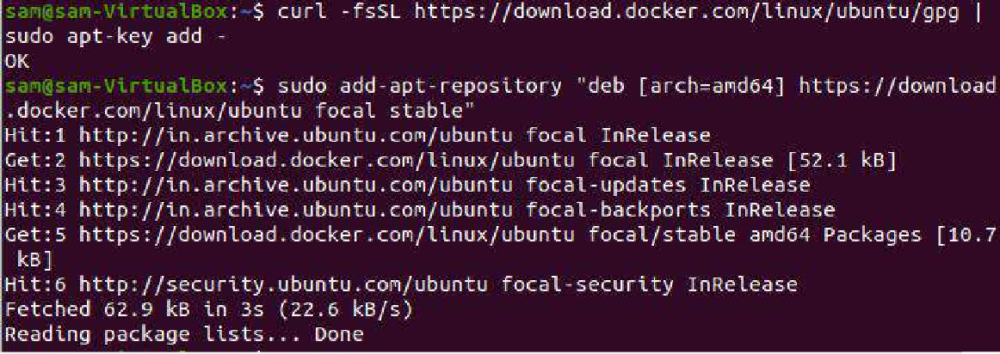 sam@sam-VirtualBox:~$ curl -fsSL https://download.docker.com/linux/ubuntu/gpg |
sudo apt-key add -
OK
sam@sam-VirtualBox:~$ sudo add-apt-repository "deb [arch=amd64] https://download
.docker.com/linux/ubuntu focal stable"
Hit:1 http://in.archive.ubuntu.com/ubuntu focal InRelease
Get:2 https://download.docker.com/linux/ubuntu focal InRelease [52.1 kB]
Hit:3 http://in.archive.ubuntu.com/ubuntu focal-updates InRelease
Hit:4 http://in.archive.ubuntu.com/ubuntu focal-backports InRelease
Get:5 https://download.docker.com/linux/ubuntu focal/stable amd64 Packages [10.7
 kB]
Hit:6 http://security.ubuntu.com/ubuntu focal-security InRelease
Fetched 62.9 kB in 3s (22.6 kB/s)
Reading package lists... Done